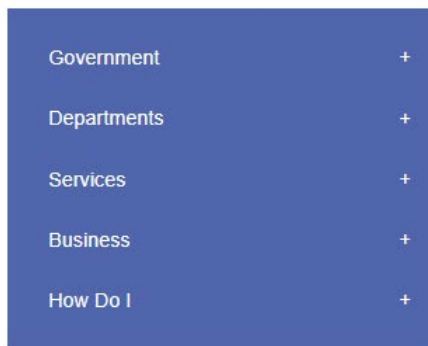 Government +
Departments +
Services +
Business +
How Do I +